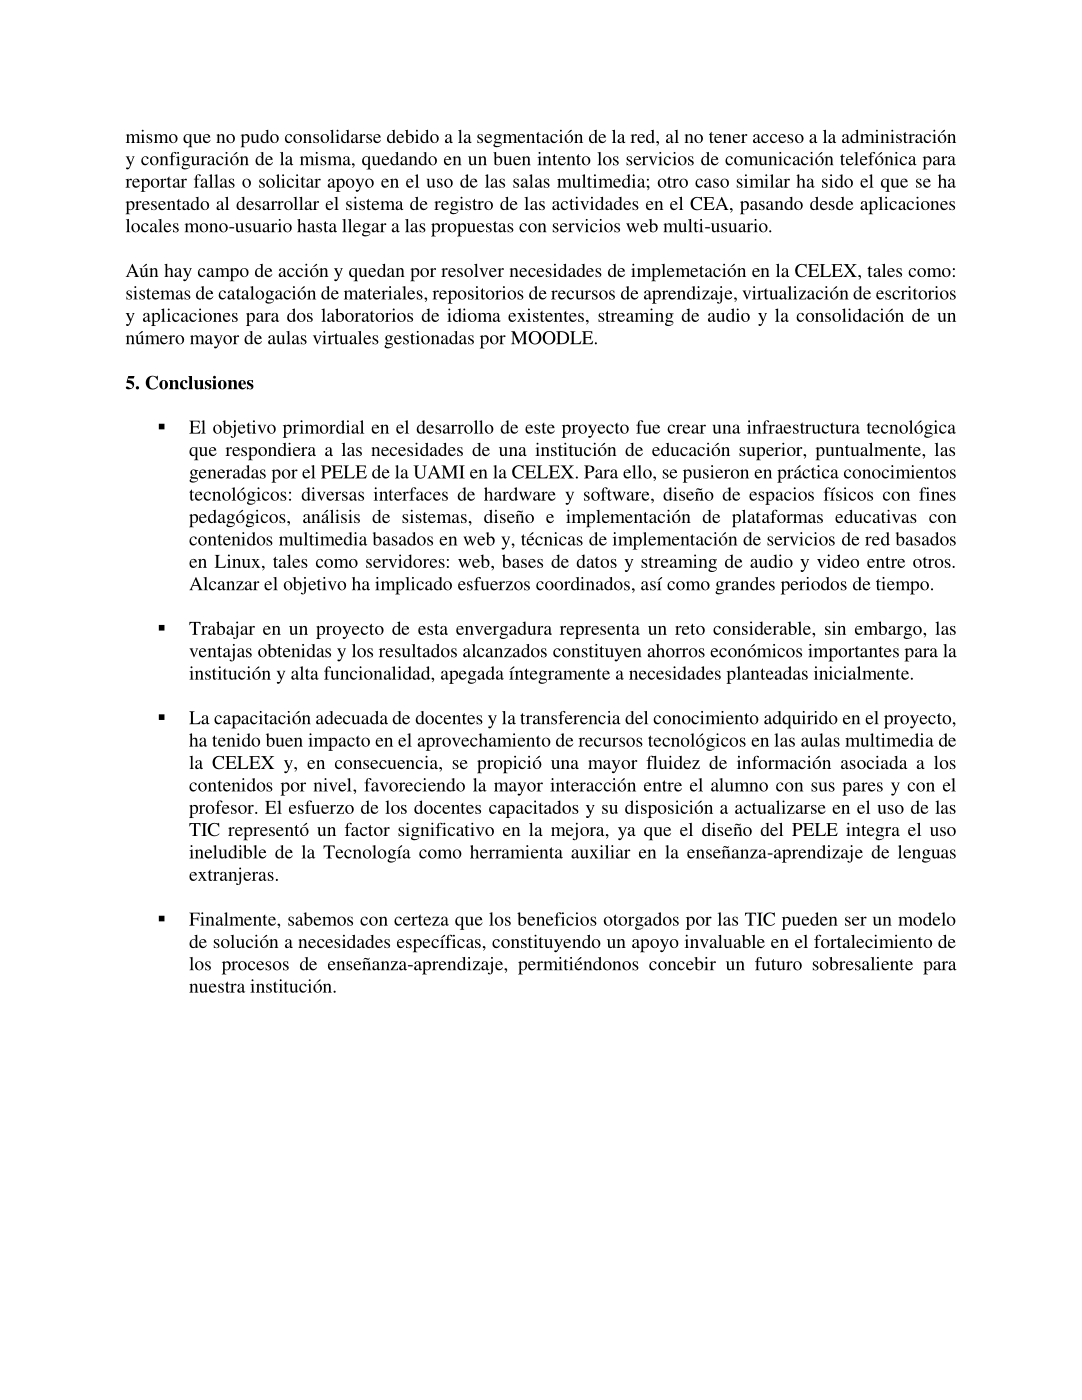 mismo que no pudo consolidarse debido a la segmentación de la red, al no tener acceso a la administración
y configuración de la misma, quedando en un buen intento los servicios de comunicación telefónica para
reportar fallas o solicitar apoyo en el uso de las salas multimedia; otro caso similar ha sido el que se ha
presentado al desarrollar el sistema de registro de las actividades en el CEA, pasando desde aplicaciones
locales mono-usuario hasta llegar a las propuestas con servicios web multi-usuario.
Aún hay campo de acción y quedan por resolver necesidades de implemetación en la CELEX, tales como:
sistemas de catalogación de materiales, repositorios de recursos de aprendizaje, virtualización de escritorios
y aplicaciones para dos laboratorios de idioma existentes, streaming de audio y la consolidación de un
número mayor de aulas virtuales gestionadas por MOODLE.
5. Conclusiones
▪ El objetivo primordial en el desarrollo de este proyecto fue crear una infraestructura tecnológica
que respondiera a las necesidades de una institución de educación superior, puntualmente, las
generadas por el PELE de la UAMI en la CELEX. Para ello, se pusieron en práctica conocimientos
tecnológicos: diversas interfaces de hardware y software, diseño de espacios físicos con fines
pedagógicos, análisis de sistemas, diseño e implementación de plataformas educativas con
contenidos multimedia basados en web y, técnicas de implementación de servicios de red basados
en Linux, tales como servidores: web, bases de datos y streaming de audio y video entre otros.
Alcanzar el objetivo ha implicado esfuerzos coordinados, así como grandes periodos de tiempo.
▪ Trabajar en un proyecto de esta envergadura representa un reto considerable, sin embargo, las
ventajas obtenidas y los resultados alcanzados constituyen ahorros económicos importantes para la
institución y alta funcionalidad, apegada íntegramente a necesidades planteadas inicialmente.
▪ La capacitación adecuada de docentes y la transferencia del conocimiento adquirido en el proyecto,
ha tenido buen impacto en el aprovechamiento de recursos tecnológicos en las aulas multimedia de
la CELEX y, en consecuencia, se propició una mayor fluidez de información asociada a los
contenidos por nivel, favoreciendo la mayor interacción entre el alumno con sus pares y con el
profesor. El esfuerzo de los docentes capacitados y su disposición a actualizarse en el uso de las
TIC representó un factor significativo en la mejora, ya que el diseño del PELE integra el uso
ineludible de la Tecnología como herramienta auxiliar en la enseñanza-aprendizaje de lenguas
extranjeras.
▪ Finalmente, sabemos con certeza que los beneficios otorgados por las TIC pueden ser un modelo
de solución a necesidades específicas, constituyendo un apoyo invaluable en el fortalecimiento de
los procesos de enseñanza-aprendizaje, permitiéndonos concebir un futuro sobresaliente para
nuestra institución.